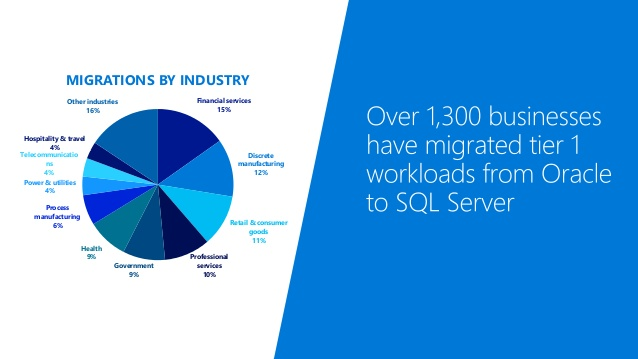 MIGRATIONS BY INDUSTRY
Financial services
15%
Discrete
manufacturing
12%
Retail & consumer
goods
11%
Professional
services
10%
Government
9%
Health
9%
Process
manufacturing
6%
Power & utilities
4%
Telecommunicatio
ns
4%
Hospitality & travel
4%
Other industries
16%
Over 1,300 businesses
have migrated tier 1
workloads from Oracle
to SQL Server